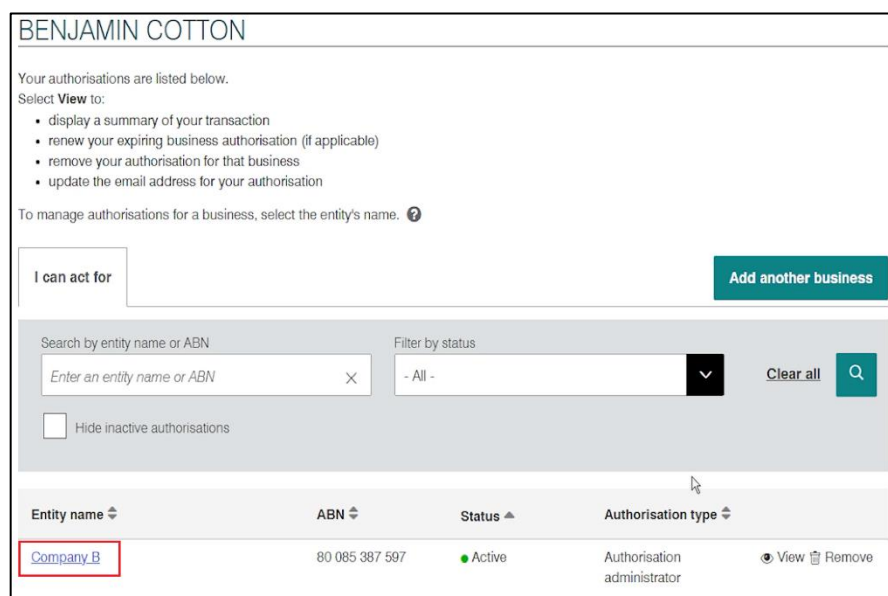 BENJAMIN COTTON
Your authorisations are listed below.
Select View to:
• display a summary of your transaction
• renew your expiring business authorisation (if applicable)
• remove your authorisation for that business
• update the email address for your authorisation
To manage authorisations for a business, select the entity's name. ?
I can act for
Add another business
Search by entity name or ABN
Filter by status
Enter an entity name or ABN
- All -
Clear all
Hide inactive authorisations
Entity name ABN Status Authorisation type
Company B 80 085 387 597 Active Authorisation administrator View Remove